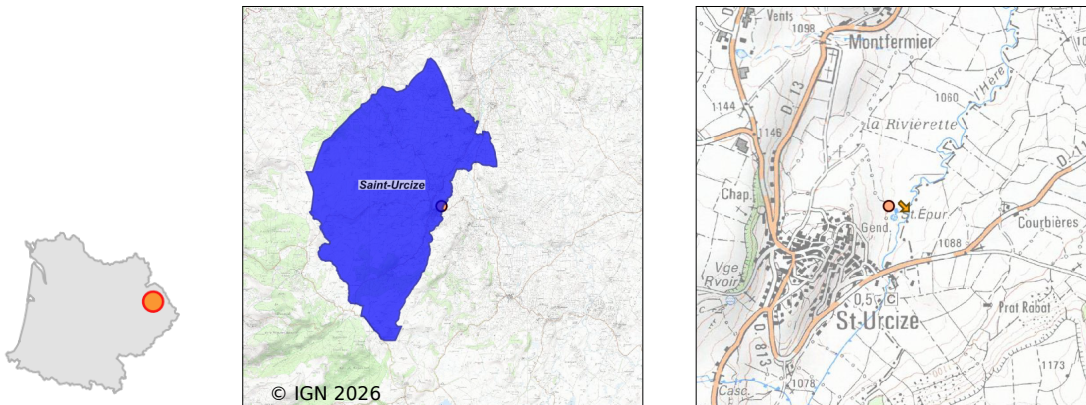 Saint-Urcize
© IGN 2026
Vents
1098
Montfermier
D. 13
l'Hère
1060
1144
la Rivièrette
1146
Chap.
St.Epur
Gend.
1088
Courbières
Vge
Rvoir
0,5
C
St-Urcize
Prat Rabat
D. 813
1078
1173
Casc.